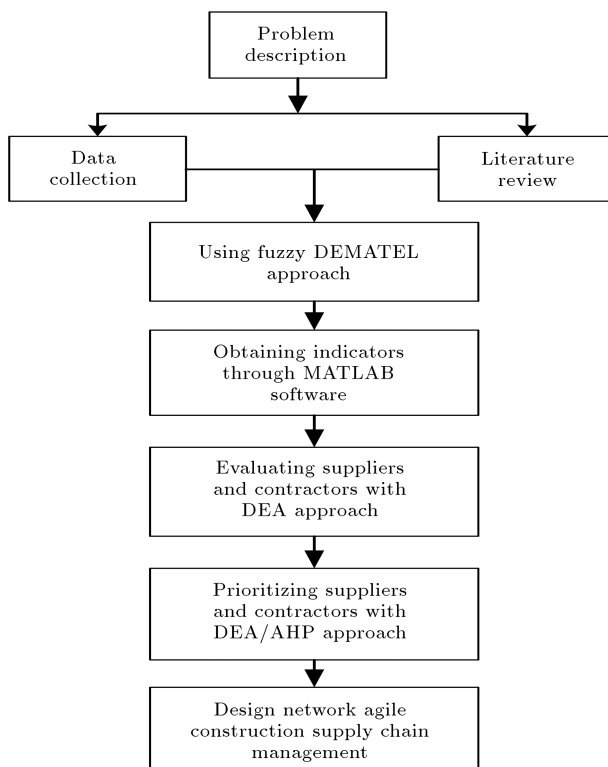 Problem
description
Data
collection
Literature
review
Using fuzzy DEMATEL
approach
Obtaining indicators
through MATLAB
software
Evaluating suppliers
and contractors with
DEA approach
Prioritizing suppliers
and contractors with
DEA/AHP approach
Design network agile
construction supply chain
management